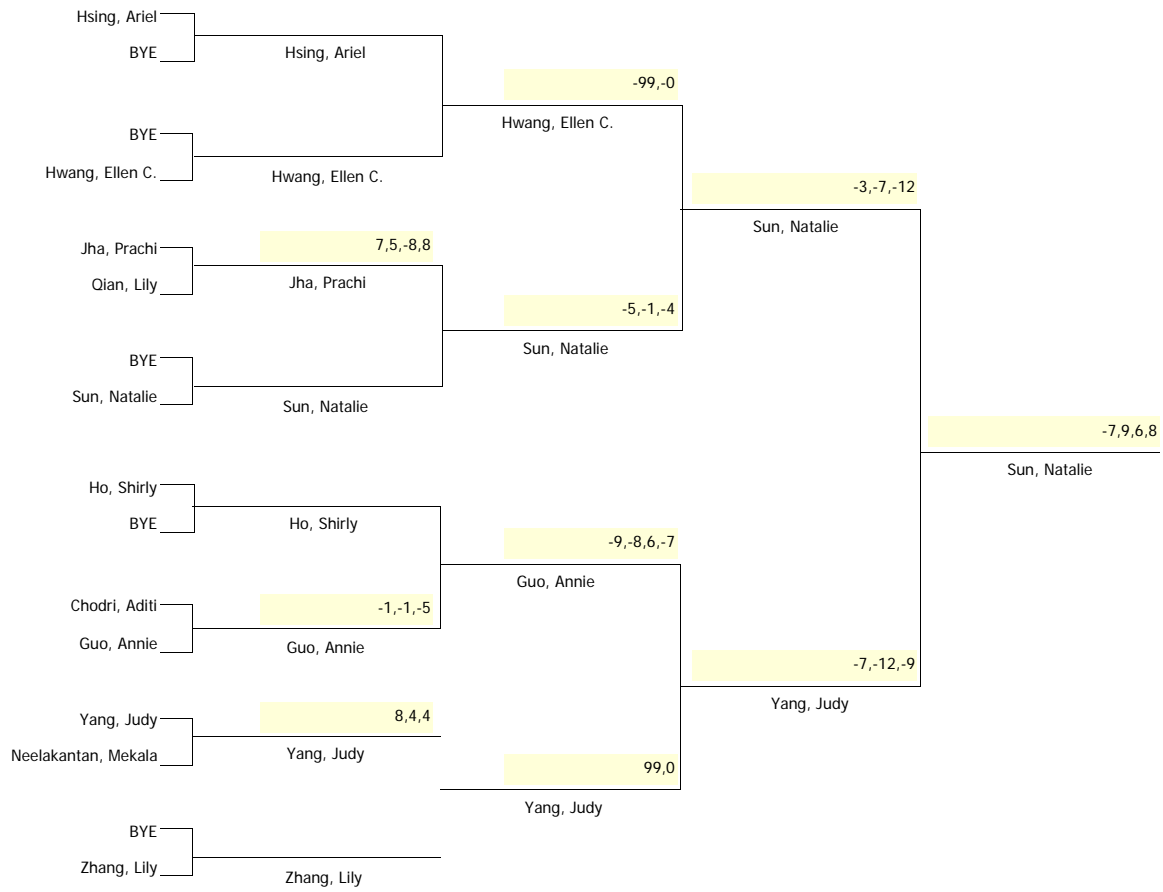 Hsing, Ariel
BYE
Hsing, Ariel
-99,-0
Hwang, Ellen C.
BYE
Hwang, Ellen C.
Hwang, Ellen C.
-3,-7,-12
Sun, Natalie
Jha, Prachi
7,5,-8,8
Qian, Lily
Jha, Prachi
-5,-1,-4
Sun, Natalie
BYE
Sun, Natalie
Sun, Natalie
-7,9,6,8
Sun, Natalie
Ho, Shirly
BYE
Ho, Shirly
-9,-8,6,-7
Guo, Annie
Chodri, Aditi
-1,-1,-5
Guo, Annie
Guo, Annie
-7,-12,-9
Yang, Judy
Yang, Judy
8,4,4
Neelakantan, Mekala
Yang, Judy
99,0
Yang, Judy
BYE
Zhang, Lily
Zhang, Lily